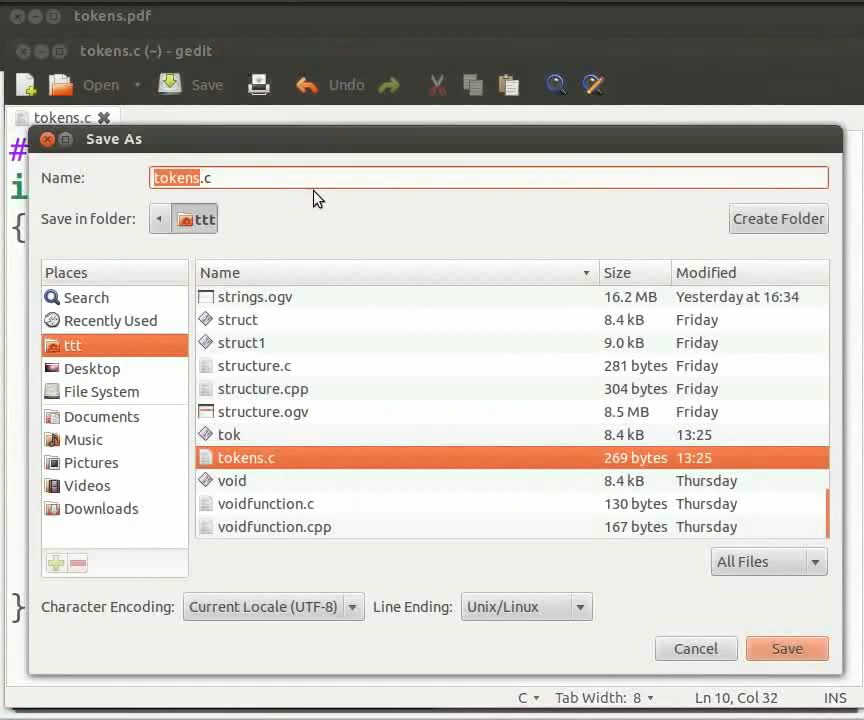 tokens.pdf
tokens.c (~) - gedit
Open Save Undo
tokens.c
#
i
{
Save As
Name: tokens.c
Save in folder: ttt Create Folder
Places
Search
Recently Used
ttt
Desktop
File System
Documents
Music
Pictures
Videos
Downloads
Name Size Modified
strings.ogv 16.2 MB Yesterday at 16:34
struct 8.4 kB Friday
struct1 9.0 kB Friday
structure.c 281 bytes Friday
structure.cpp 304 bytes Friday
structure.ogv 8.5 MB Friday
tok 8.4 kB 13:25
tokens.c 269 bytes 13:25
void 8.4 kB Thursday
voidfunction.c 130 bytes Thursday
voidfunction.cpp 167 bytes Thursday
All Files
}
Character Encoding: Current Locale (UTF-8) Line Ending: Unix/Linux
Cancel Save
C Tab Width: 8 Ln 10, Col 32 INS